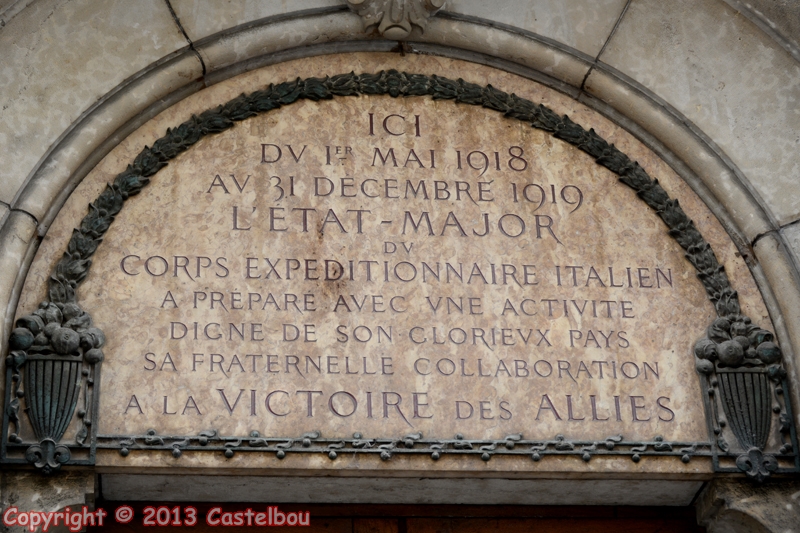 ICI
DV 1ER MAI 1918
AV 31 DECEMBRE 1919
L'ÉTAT-MAJOR
DV
CORPS EXPEDITIONNAIRE ITALIEN
A PREPARE AVEC VNE ACTIVITE
DIGNE DE SON GLORIEVX PAYS
SA FRATERNELLE COLLABORATION
A LA VICTOIRE DES ALLIES
Copyright © 2013 Castelbou